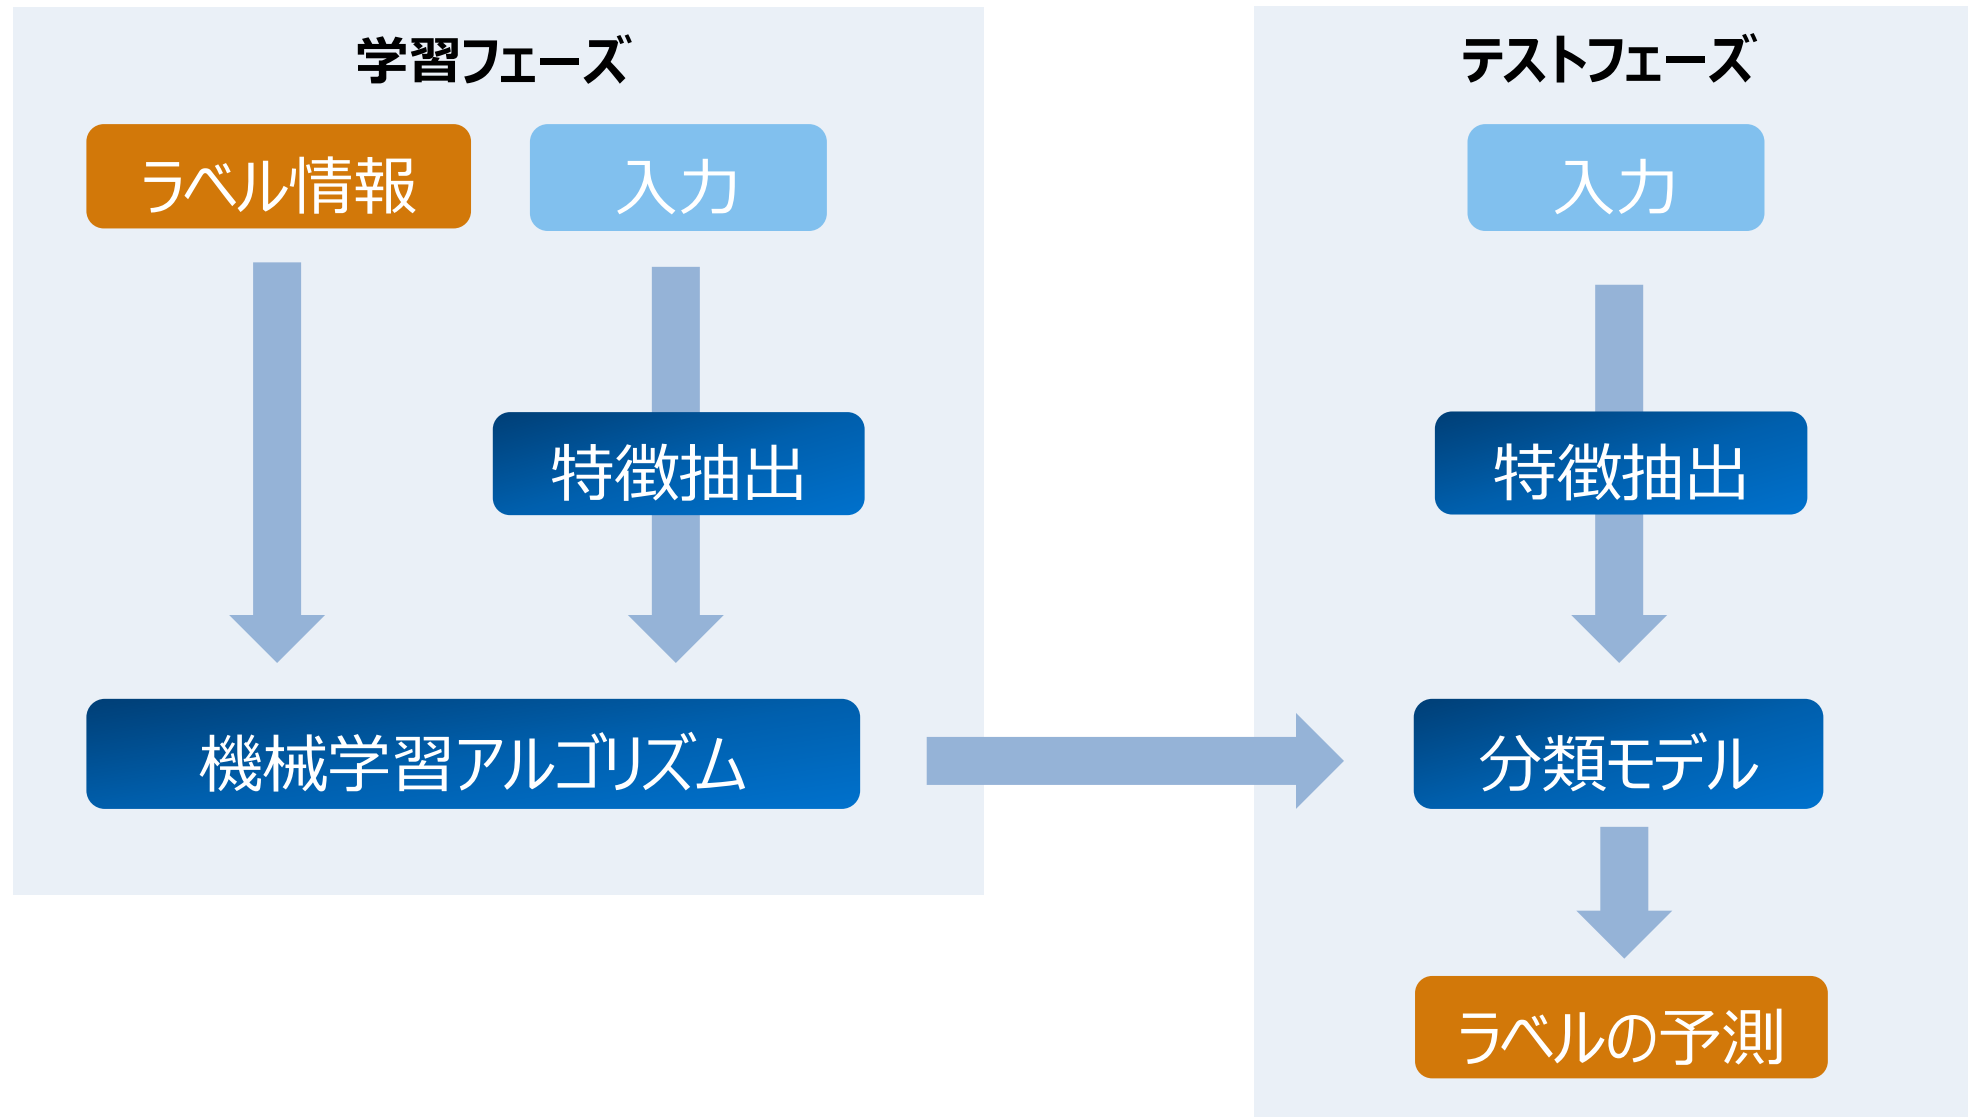 学習フェーズ
ラベル情報
入力
特徴抽出
機械学習アルゴリズム
テストフェーズ
入力
特徴抽出
分類モデル
ラベルの予測